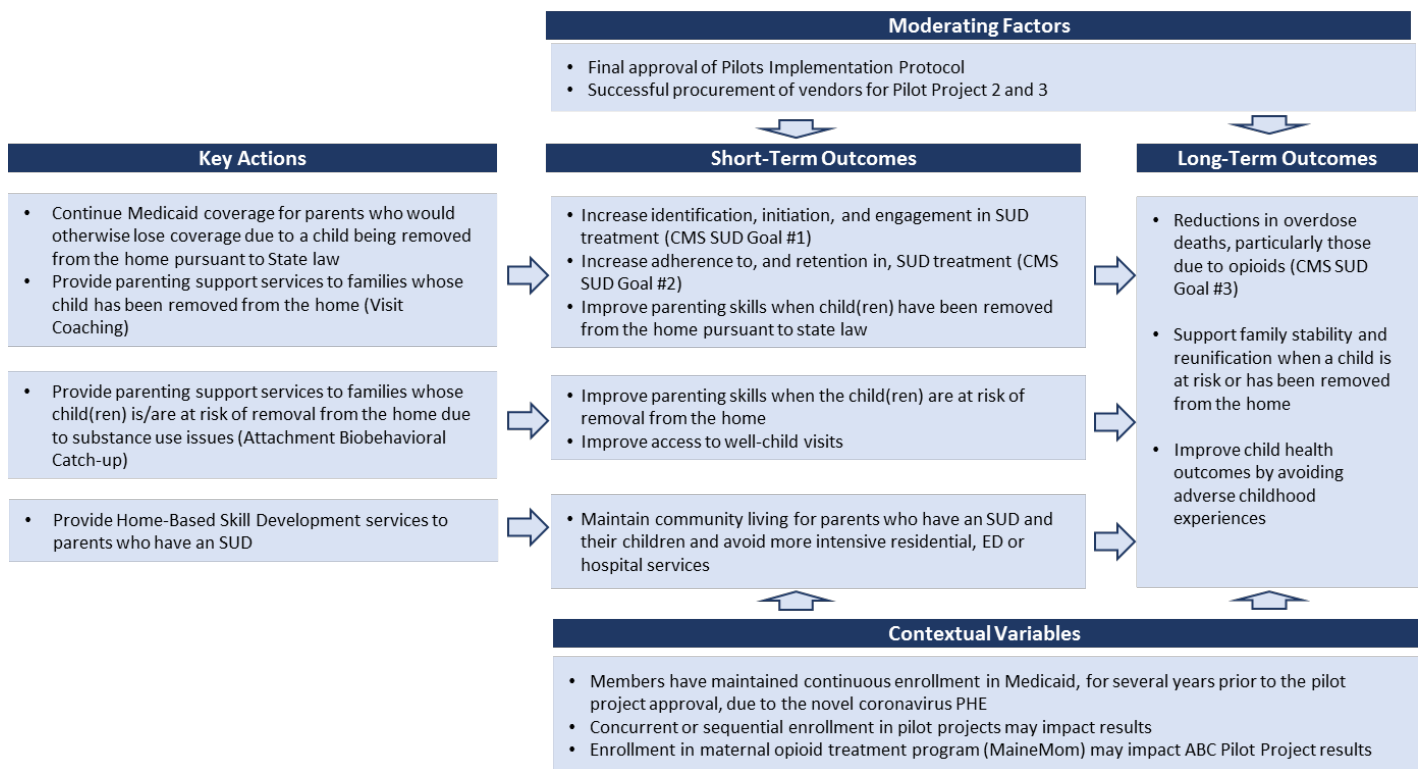 Moderating Factors
• Final approval of Pilots Implementation Protocol
• Successful procurement of vendors for Pilot Project 2 and 3
Key Actions
• Continue Medicaid coverage for parents who would
otherwise lose coverage due to a child being removed
from the home pursuant to State law
• Provide parenting support services to families whose
child has been removed from the home (Visit
Coaching)
• Provide parenting support services to families whose
child(ren) is/are at risk of removal from the home due
to substance use issues (Attachment Biobehavioral
Catch-up)
• Provide Home-Based Skill Development services to
parents who have an SUD
Short-Term Outcomes
• Increase identification, initiation, and engagement in SUD
treatment (CMS SUD Goal #1)
• Increase adherence to, and retention in, SUD treatment (CMS
SUD Goal #2)
• Improve parenting skills when child(ren) have been removed
from the home pursuant to state law
• Improve parenting skills when the child(ren) are at risk of
removal from the home
• Improve access to well-child visits
• Maintain community living for parents who have an SUD and
their children and avoid more intensive residential, ED or
hospital services
Long-Term Outcomes
• Reductions in overdose
deaths, particularly those
due to opioids (CMS SUD
Goal #3)
• Support family stability and
reunification when a child is
at risk or has been removed
from the home
• Improve child health
outcomes by avoiding
adverse childhood
experiences
Contextual Variables
• Members have maintained continuous enrollment in Medicaid, for several years prior to the pilot
project approval, due to the novel coronavirus PHE
• Concurrent or sequential enrollment in pilot projects may impact results
• Enrollment in maternal opioid treatment program (MaineMom) may impact ABC Pilot Project results